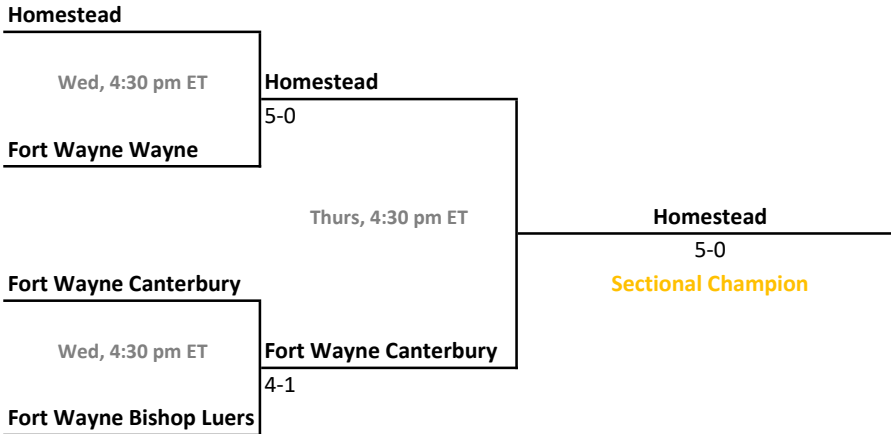 Homestead
Wed, 4:30 pm ET
Homestead
5-0
Fort Wayne Wayne
Thurs, 4:30 pm ET
Homestead
5-0
Sectional Champion
Fort Wayne Canterbury
Wed, 4:30 pm ET
Fort Wayne Canterbury
4-1
Fort Wayne Bishop Luers